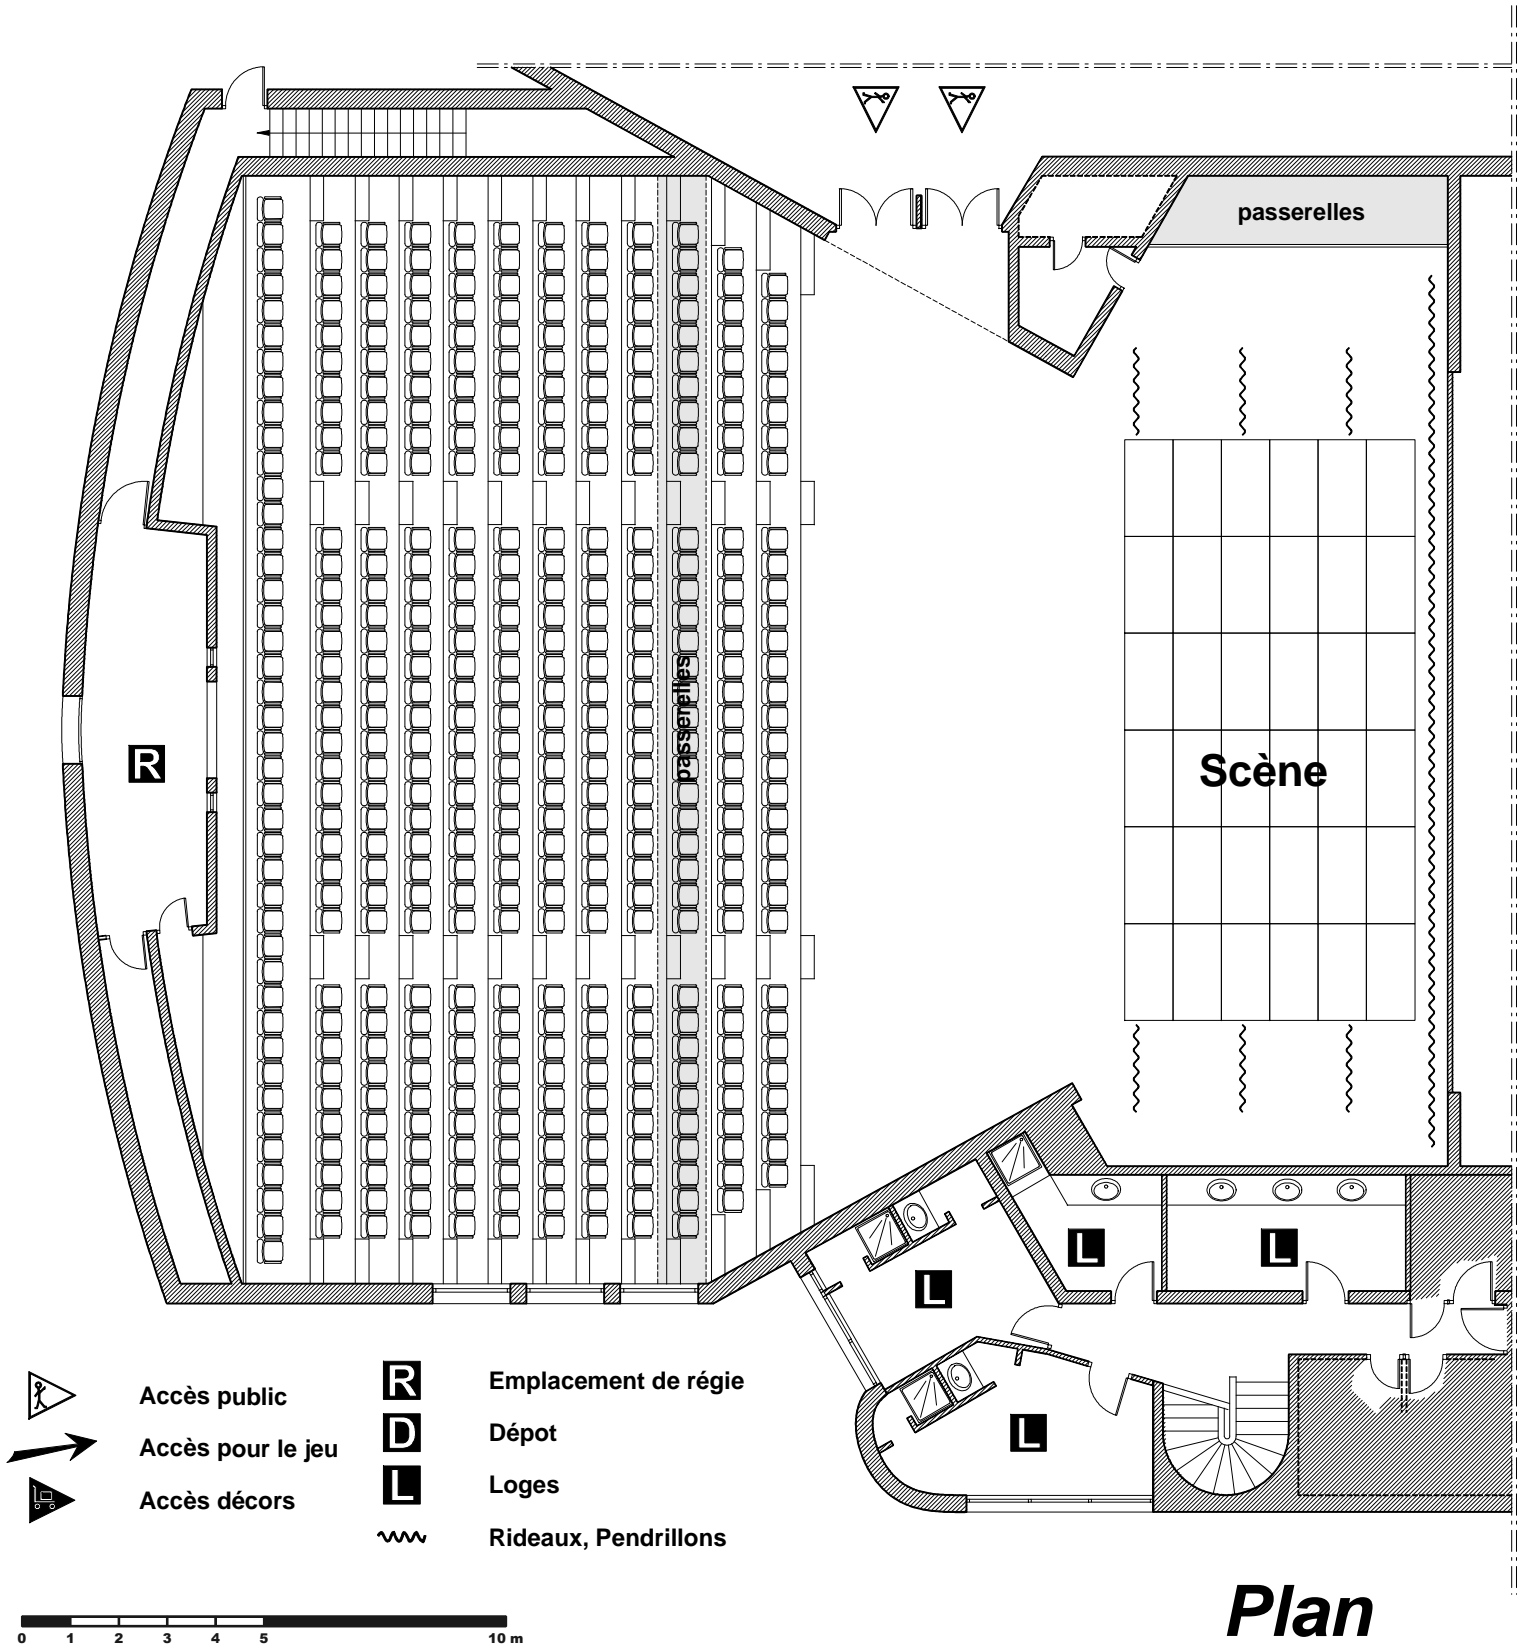 passerelles
passerelles
R
Scène
L
L
L
L
R
Emplacement de régie
Accès public
D
Dépot
Accès pour le jeu
L
Loges
Accès décors
Rideaux, Pendrillons
Plan
0 1 2 3 4 5 10 m